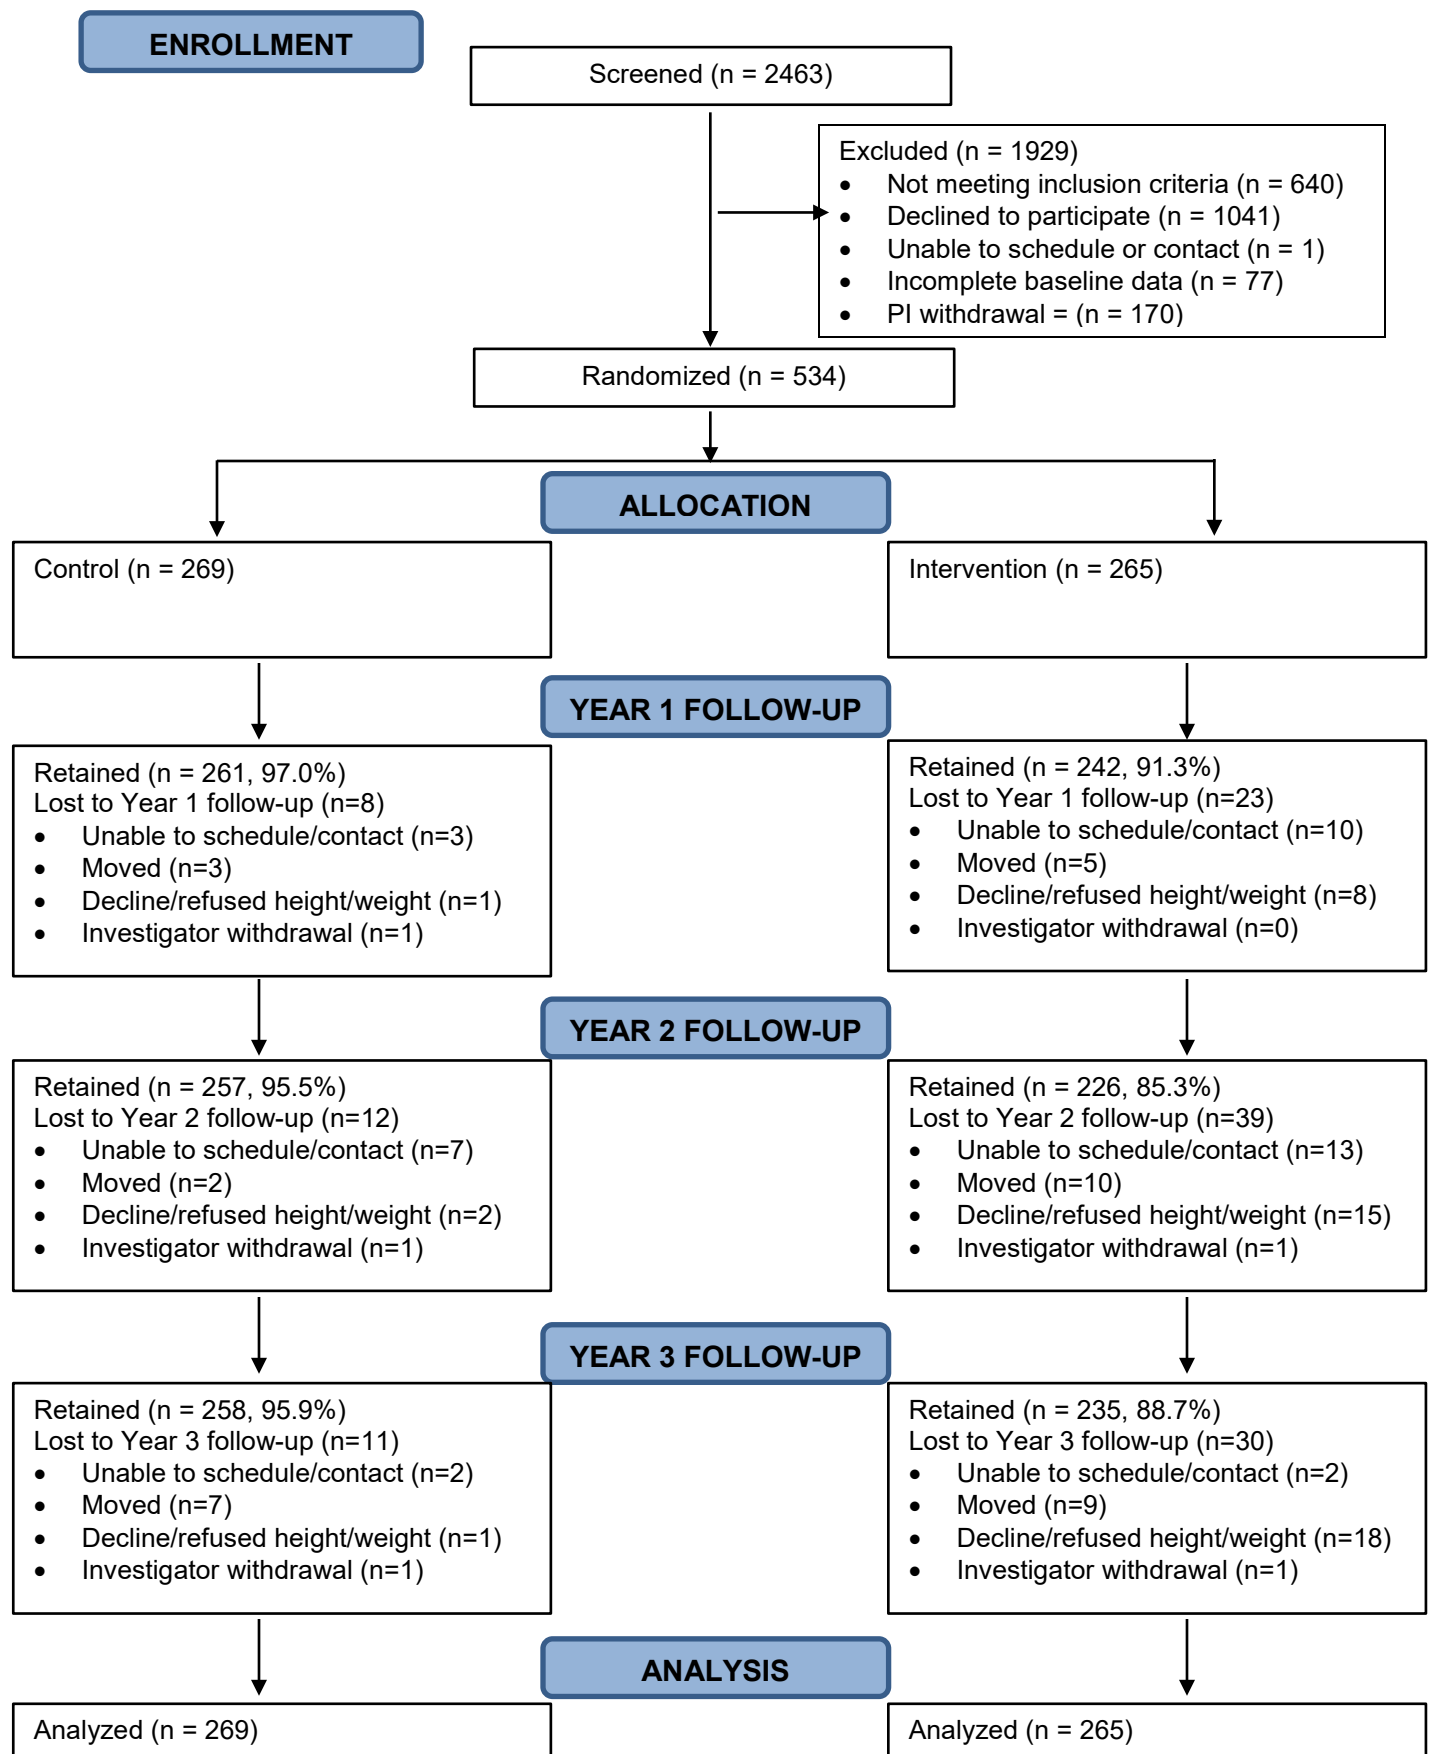 ENROLLMENT
Screened (n = 2463)
Excluded (n = 1929)
• Not meeting inclusion criteria (n = 640)
• Declined to participate (n = 1041)
• Unable to schedule or contact (n = 1)
• Incomplete baseline data (n = 77)
• PI withdrawal = (n = 170)
Randomized (n = 534)
ALLOCATION
Control (n = 269)
Intervention (n = 265)
YEAR 1 FOLLOW-UP
Retained (n = 261, 97.0%)
Lost to Year 1 follow-up (n=8)
• Unable to schedule/contact (n=3)
• Moved (n=3)
• Decline/refused height/weight (n=1)
• Investigator withdrawal (n=1)
Retained (n = 242, 91.3%)
Lost to Year 1 follow-up (n=23)
• Unable to schedule/contact (n=10)
• Moved (n=5)
• Decline/refused height/weight (n=8)
• Investigator withdrawal (n=0)
YEAR 2 FOLLOW-UP
Retained (n = 257, 95.5%)
Lost to Year 2 follow-up (n=12)
• Unable to schedule/contact (n=7)
• Moved (n=2)
• Decline/refused height/weight (n=2)
• Investigator withdrawal (n=1)
Retained (n = 226, 85.3%)
Lost to Year 2 follow-up (n=39)
• Unable to schedule/contact (n=13)
• Moved (n=10)
• Decline/refused height/weight (n=15)
• Investigator withdrawal (n=1)
YEAR 3 FOLLOW-UP
Retained (n = 258, 95.9%)
Lost to Year 3 follow-up (n=11)
• Unable to schedule/contact (n=2)
• Moved (n=7)
• Decline/refused height/weight (n=1)
• Investigator withdrawal (n=1)
Retained (n = 235, 88.7%)
Lost to Year 3 follow-up (n=30)
• Unable to schedule/contact (n=2)
• Moved (n=9)
• Decline/refused height/weight (n=18)
• Investigator withdrawal (n=1)
ANALYSIS
Analyzed (n = 269)
Analyzed (n = 265)